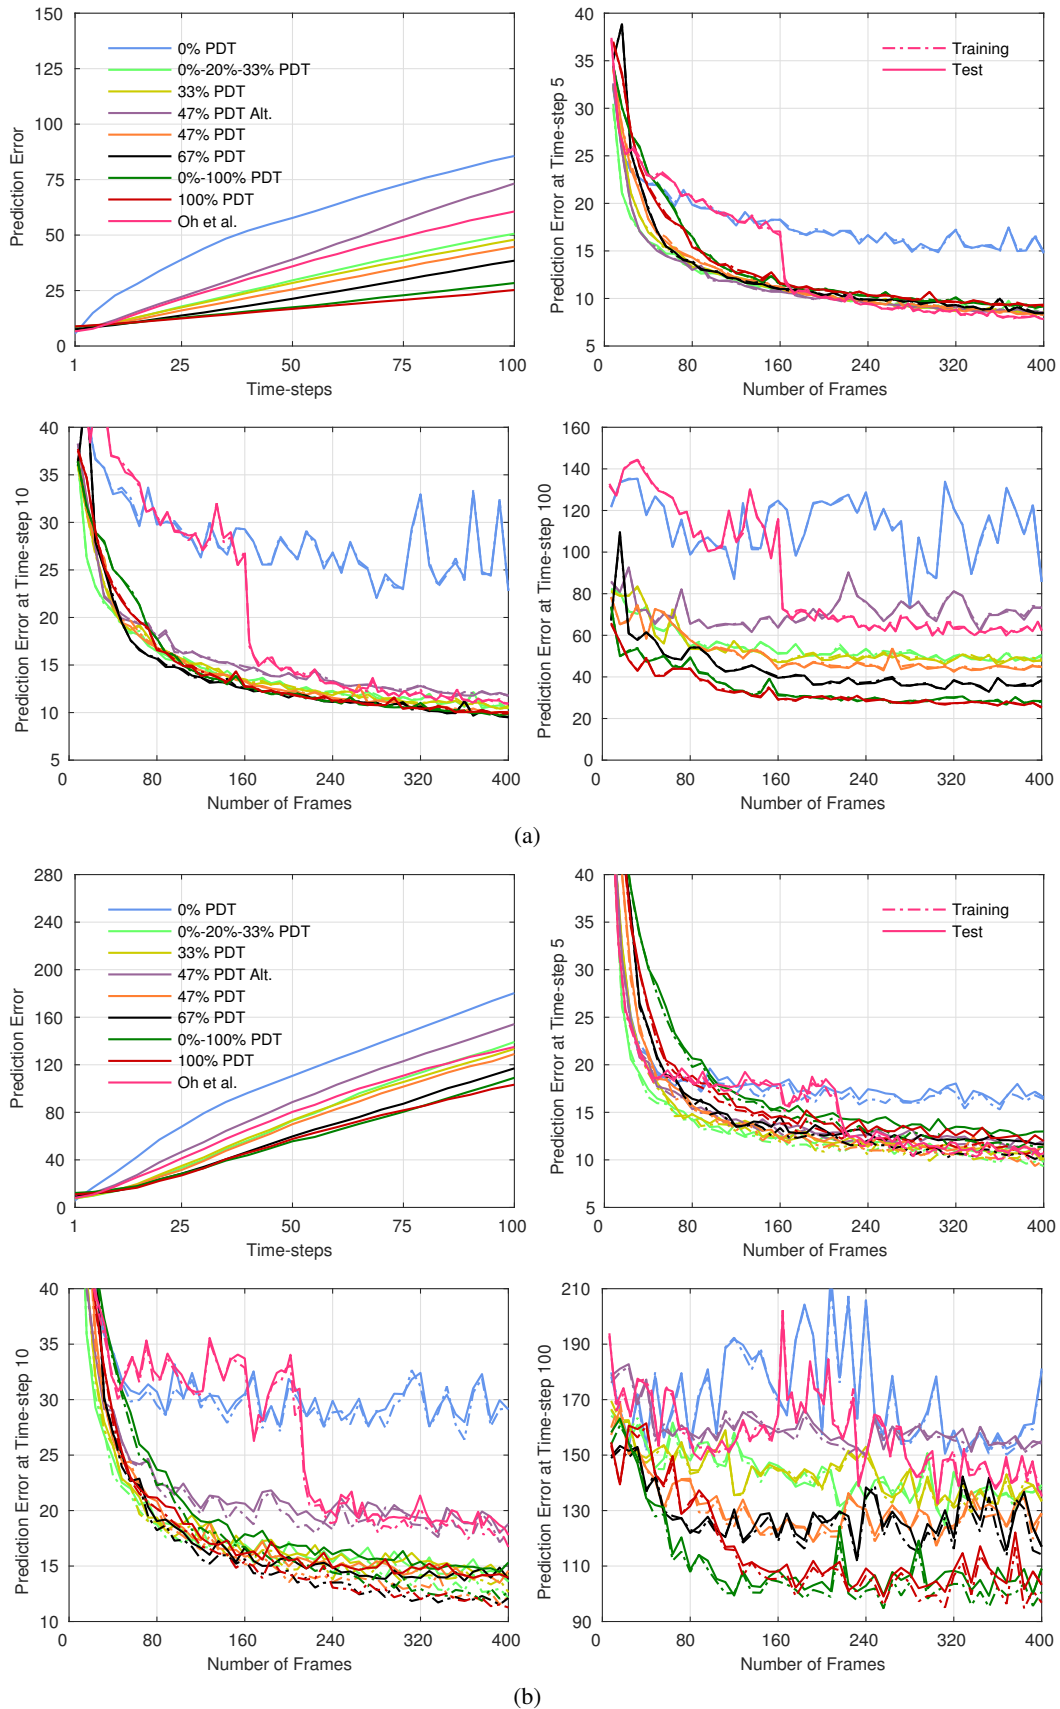 150
125
100
75
50
25
0
1
25
50
75
100
Prediction Error
Time-steps
0% PDT
0%-20%-33% PDT
33% PDT
47% PDT Alt.
47% PDT
67% PDT
0%-100% PDT
100% PDT
Oh et al.
40
35
30
25
20
15
10
5
0
80
160
240
320
400
Prediction Error at Time-step 5
Number of Frames
Training
Test
40
35
30
25
20
15
10
5
0
80
160
240
320
400
Prediction Error at Time-step 10
Number of Frames
160
140
120
100
80
60
40
20
0
0
80
160
240
320
400
Prediction Error at Time-step 100
Number of Frames
(a)
280
240
200
160
120
80
40
0
1
25
50
75
100
Prediction Error
Time-steps
0% PDT
0%-20%-33% PDT
33% PDT
47% PDT Alt.
47% PDT
67% PDT
0%-100% PDT
100% PDT
Oh et al.
40
35
30
25
20
15
10
5
0
80
160
240
320
400
Prediction Error at Time-step 5
Number of Frames
Training
Test
40
35
30
25
20
15
10
0
80
160
240
320
400
Prediction Error at Time-step 10
Number of Frames
210
190
170
150
130
110
90
0
80
160
240
320
400
Prediction Error at Time-step 100
Number of Frames
(b)